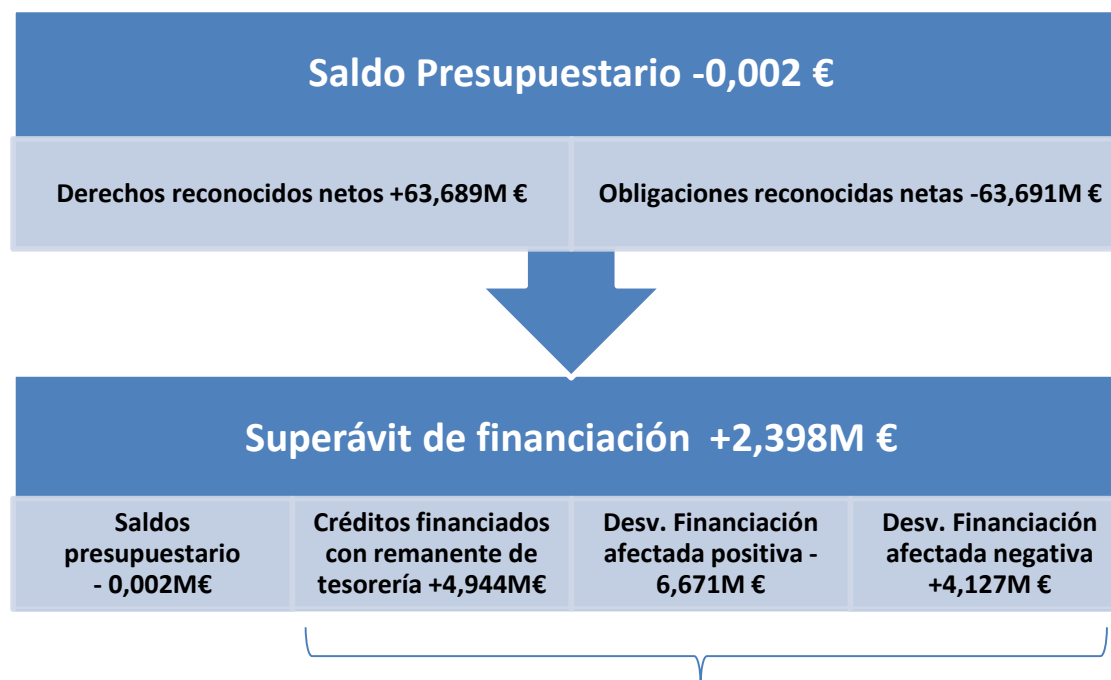 Saldo Presupuestario -0,002 €
Derechos reconocidos netos +63,689M €
Obligaciones reconocidas netas -63,691M €
Superávit de financiación +2,398M €
Saldos
presupuestario
- 0,002M€
Créditos financiados
con remanente de
tesorería +4,944M€
Desv. Financiación
afectada positiva -
6,671M €
Desv. Financiación
afectada negativa
+4,127M €